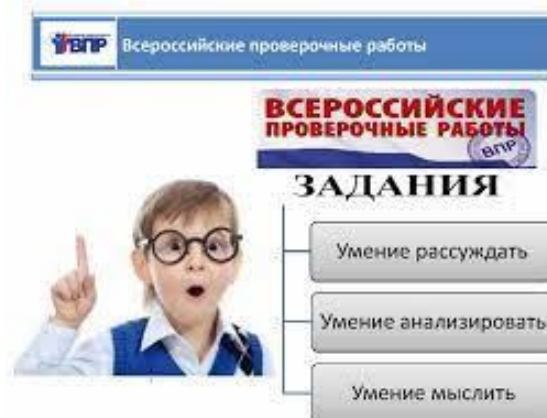 ВПР
Всероссийские проверочные работы
ВСЕРОССИЙСКИЕ
ПРОВЕРОЧНЫЕ РАБОТЫ
ВПР
ЗАДАНИЯ
Умение рассуждать
Умение анализировать
Умение мыслить